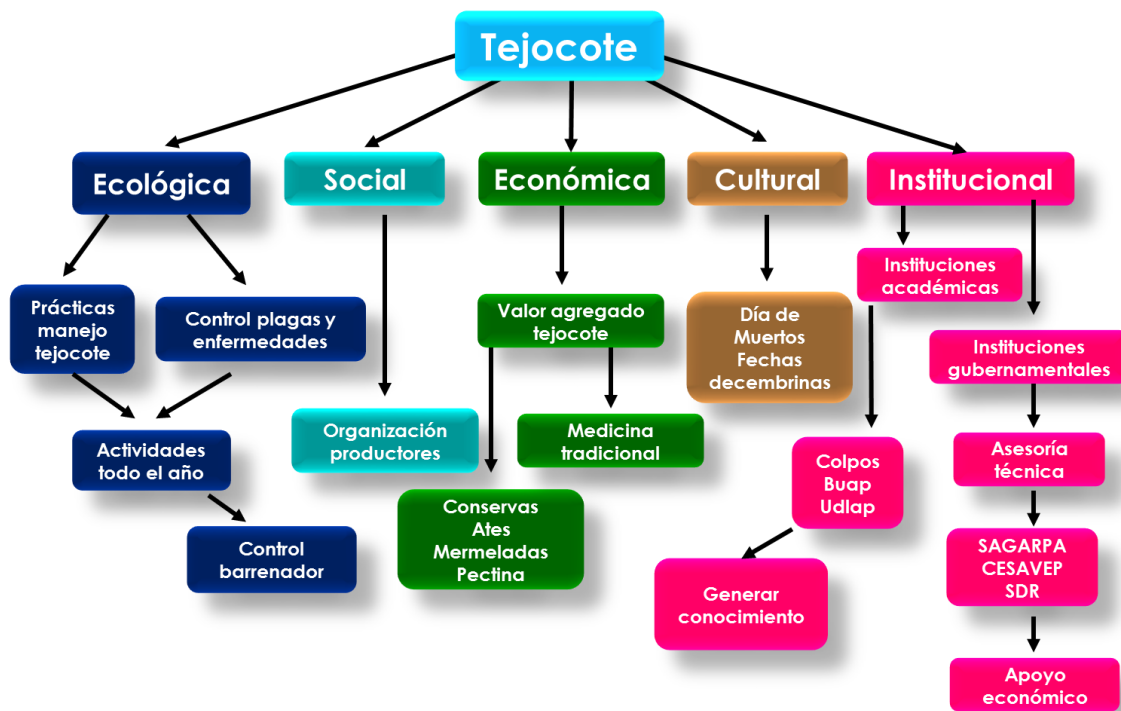 Tejocote
Ecológica
Social
Económica
Cultural
Institucional
Prácticas
manejo
tejocote
Control plagas y
enfermedades
Actividades
todo el año
Control
barrenador
Organización
productores
Valor agregado
tejocote
Medicina
tradicional
Conservas
Ates
Mermeladas
Pectina
Día de
Muertos
Fechas
decembrinas
Instituciones
académicas
Colpos
Buap
Udlap
Generar
conocimiento
Instituciones
gubernamentales
Asesoría
técnica
SAGARPA
CESAVEP
SDR
Apoyo
económico